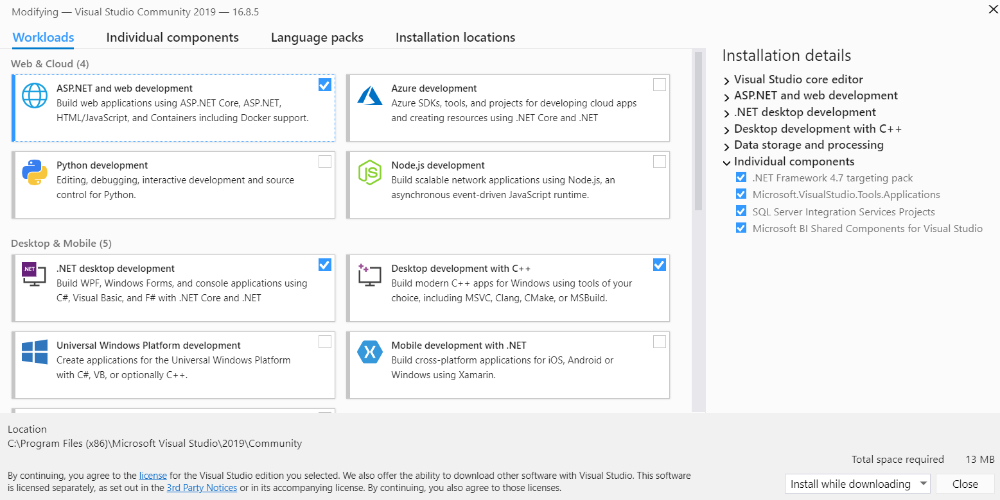 Modifying — Visual Studio Community 2019 — 16.8.5
Workloads
Individual components
Language packs
Installation locations
Web & Cloud (4)
ASP.NET and web development
Build web applications using ASP.NET Core, ASP.NET,
HTML/JavaScript, and Containers including Docker support.
Azure development
Azure SDKs, tools, and projects for developing cloud apps
and creating resources using .NET Core and .NET
Python development
Editing, debugging, interactive development and source
control for Python.
Node.js development
Build scalable network applications using Node.js, an
asynchronous event-driven JavaScript runtime.
Desktop & Mobile (5)
.NET
.NET desktop development
Build WPF, Windows Forms, and console applications using
C#, Visual Basic, and F# with .NET Core and .NET
Desktop development with C++
Build modern C++ apps for Windows using tools of your
choice, including MSVC, Clang, CMake, or MSBuild.
Universal Windows Platform development
Create applications for the Universal Windows Platform
with C#, VB, or optionally C++.
Mobile development with .NET
Build cross-platform applications for iOS, Android or
Windows using Xamarin.
Installation details
Visual Studio core editor
ASP.NET and web development
.NET desktop development
Desktop development with C++
Data storage and processing
Individual components
.NET Framework 4.7 targeting pack
Microsoft.VisualStudio.Tools.Applications
SQL Server Integration Services Projects
Microsoft BI Shared Components for Visual Studio
Location
C:\Program Files (x86)\Microsoft Visual Studio\2019\Community
Total space required 13 MB
By continuing, you agree to the license for the Visual Studio edition you selected. We also offer the ability to download other software with Visual Studio. This software
is licensed separately, as set out in the 3rd Party Notices or in its accompanying license. By continuing, you also agree to those licenses.
Install while downloading
Close